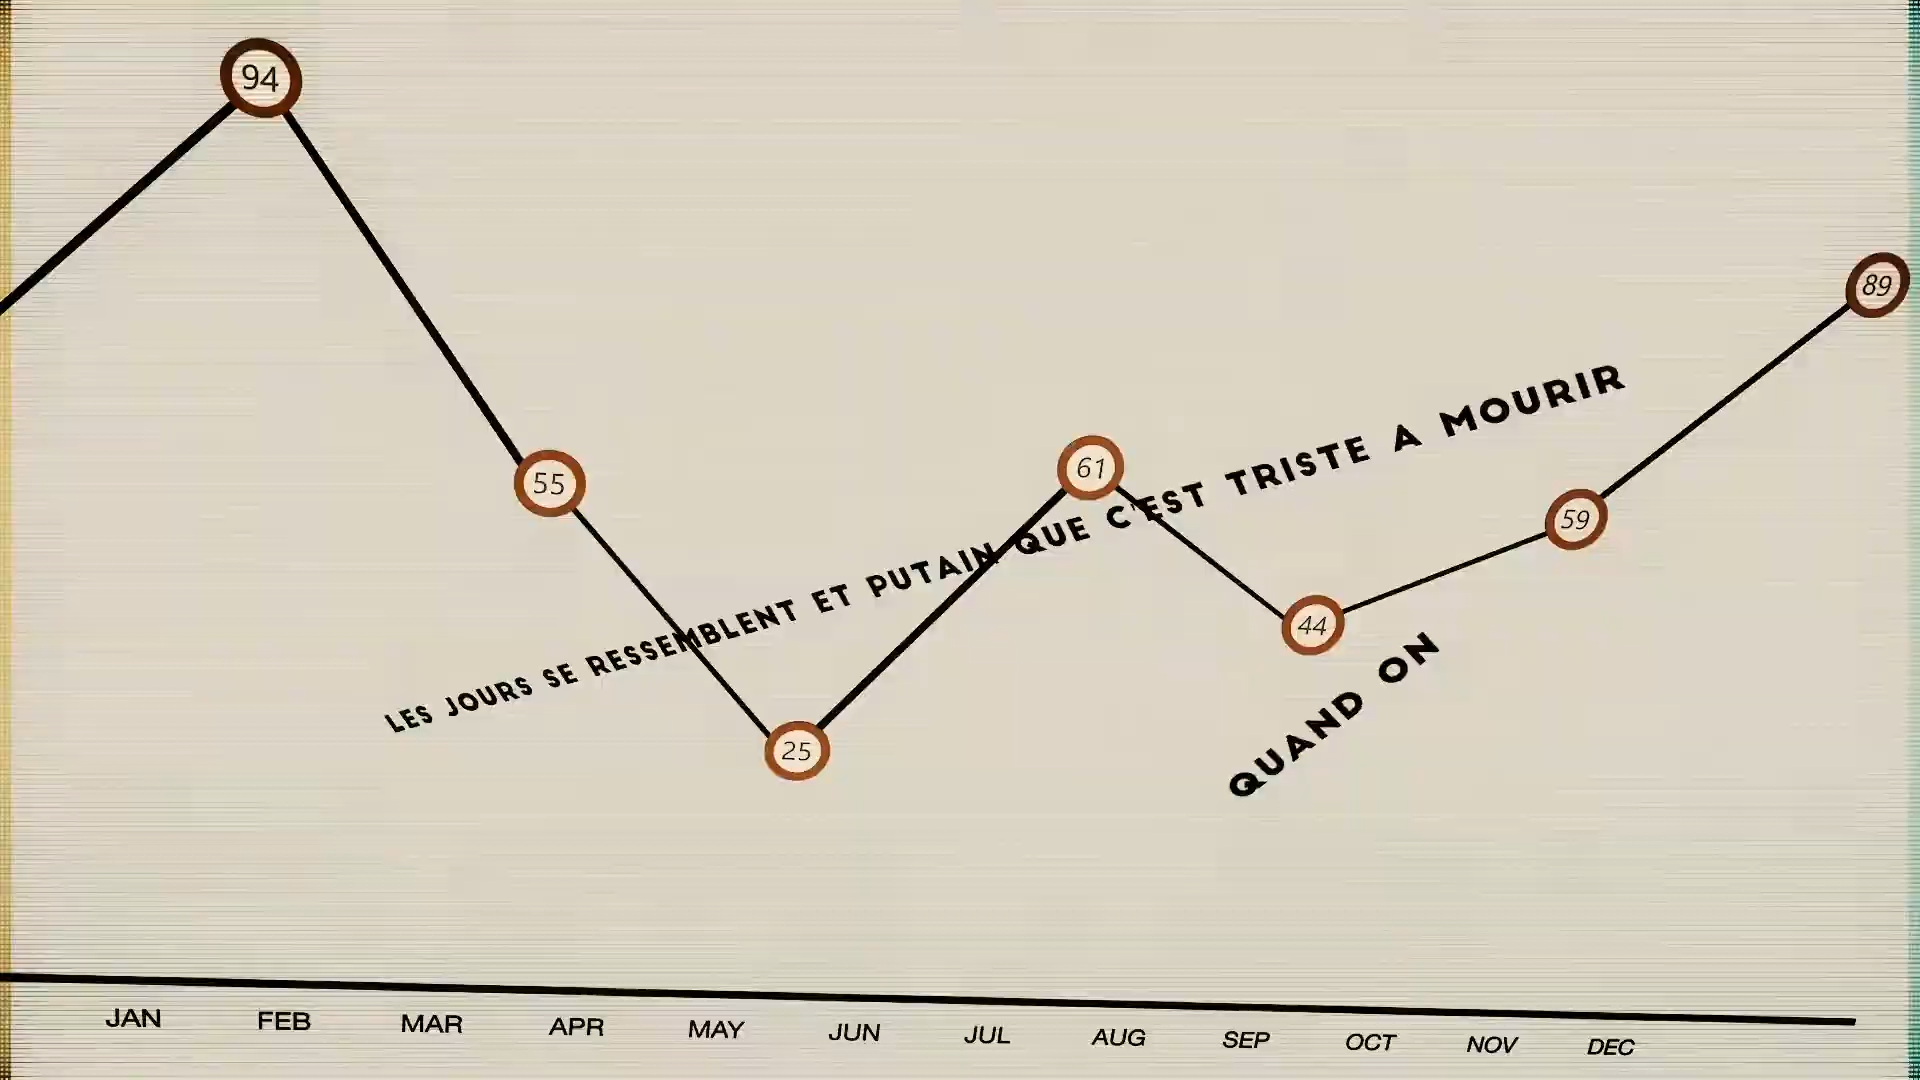 94
89
55
61
59
44
25
LES JOURS SE RESSEMBLENT ET PUTAIN QUE C'EST TRISTE A MOURIR
QUAND ON
JAN FEB MAR APR MAY JUN JUL AUG SEP OCT NOV DEC